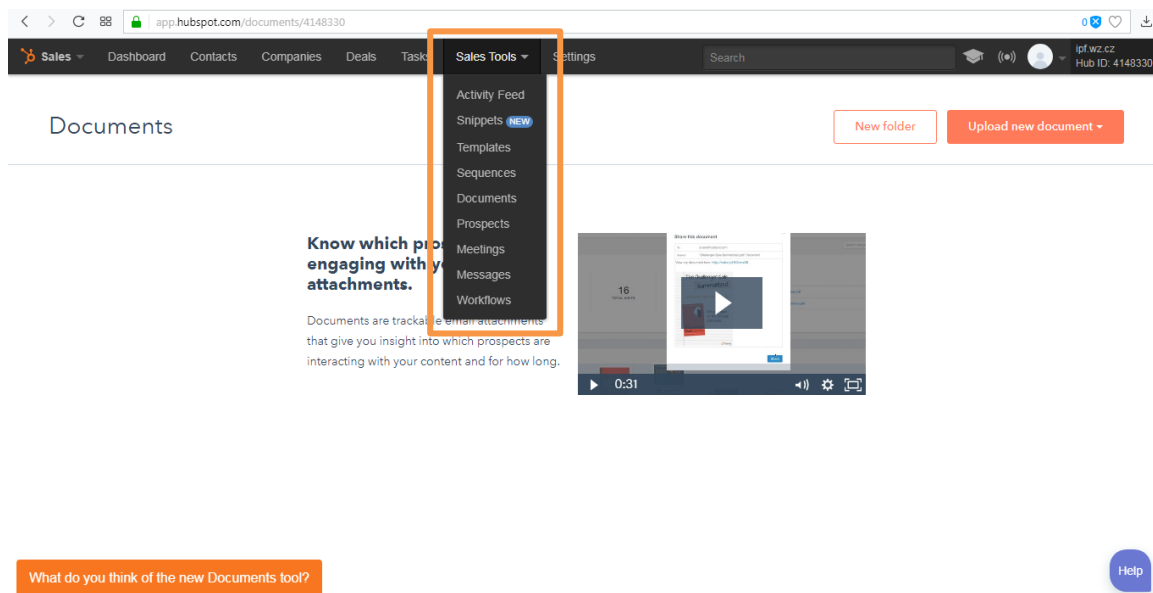 app.hubspot.com/documents/4148330
0
Sales
Dashboard
Contacts
Companies
Deals
Tasks
Sales Tools
Settings
Search
ipf.wz.cz
Hub ID: 4148330
Activity Feed
Snippets NEW
Templates
Sequences
Documents
Prospects
Meetings
Messages
Workflows
Documents
New folder
Upload new document
Know which
engaging with
attachments.
Documents are trackable email attachments
that give you insight into which prospects are
interacting with your content and for how long.
Share this document
16
0:31
What do you think of the new Documents tool?
Help